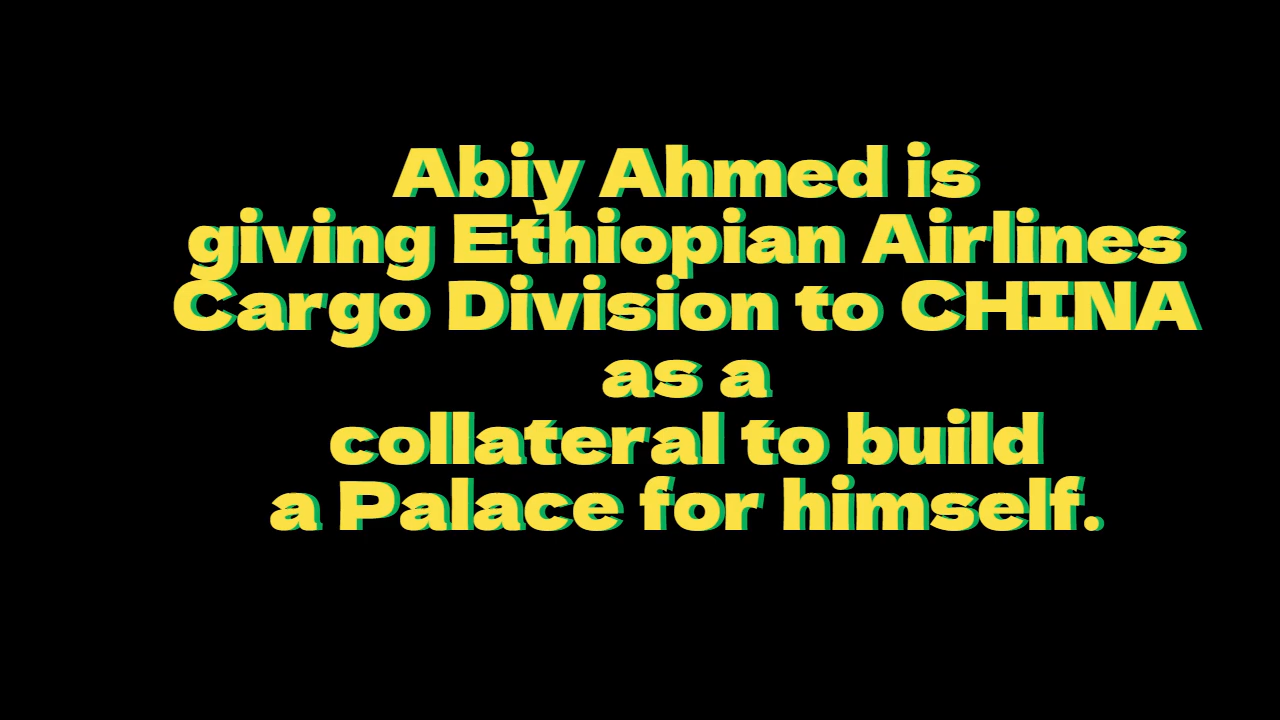 Abiy Ahmed is
giving Ethiopian Airlines
Cargo Division to CHINA
as a
collateral to build
a Palace for himself.